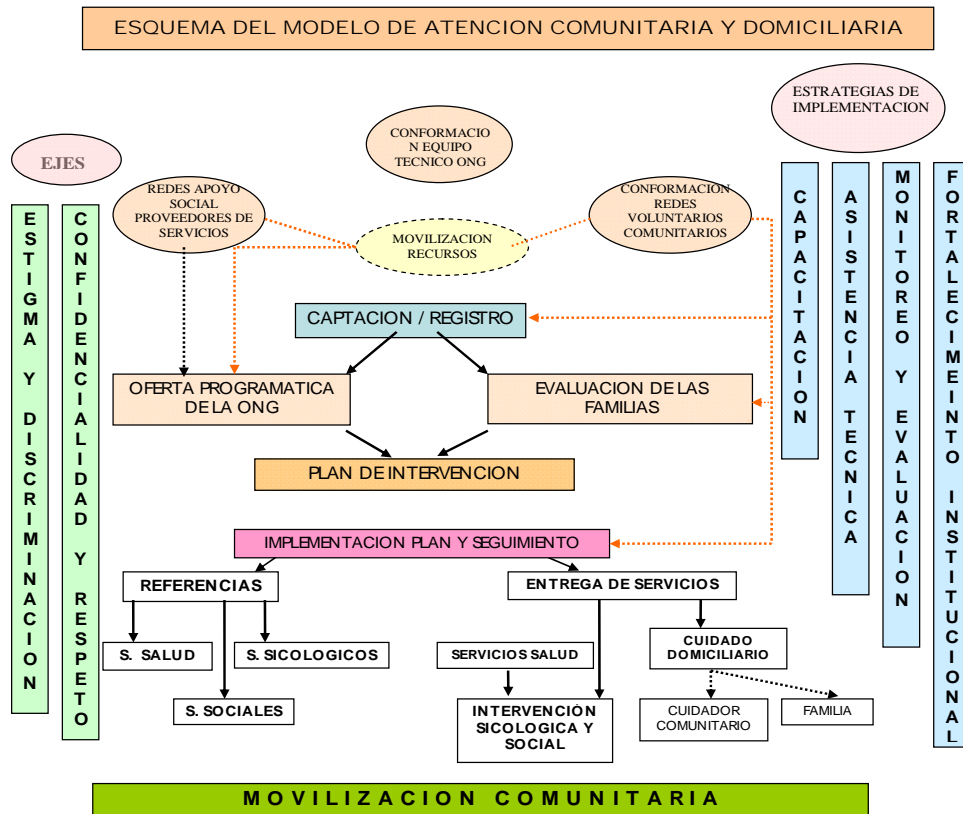 ESQUEMA DEL MODELO DE ATENCION COMUNITARIA Y DOMICILIARIA
ESTRATEGIAS DE
IMPLEMENTACION
CONFORMACIO
N EQUIPO
TECNICO ONG
EJES
REDES APOYO
SOCIAL
PROVEEDORES DE
SERVICIOS
CONFORMACION
REDES
VOLUNTARIOS
COMUNITARIOS
MOVILIZACION
RECURSOS
ESTIGMA Y DISCRIMINACION
CONFIDENCIALIDAD Y RESPETO
CAPACITACION
ASISTENCIA TECNICA
MONITOREO Y EVALUACION
FORTALECIMEINTO INSTITUCIONAL
CAPTACION / REGISTRO
OFERTA PROGRAMATICA
DE LA ONG
EVALUACION DE LAS
FAMILIAS
PLAN DE INTERVENCION
IMPLEMENTACION PLAN Y SEGUIMIENTO
REFERENCIAS
ENTREGA DE SERVICIOS
S. SALUD
S. SICOLOGICOS
SERVICIOS SALUD
CUIDADO
DOMICILIARIO
S. SOCIALES
INTERVENCIÓN
SICOLOGICA Y
SOCIAL
CUIDADOR
COMUNITARIO
FAMILIA
MOVILIZACION COMUNITARIA